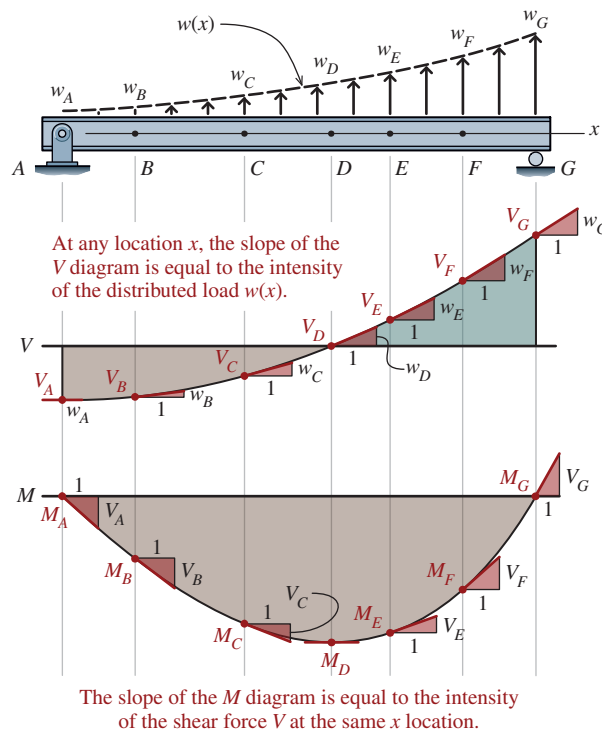 w(x)
w_G
w_F
w_E
w_D
w_C
w_B
w_A
x
A B C D E F G
At any location x, the slope of the
V diagram is equal to the intensity
of the distributed load w(x).
V_G
1
V_F
w_F
1
V_E
w_E
1
V_D
1
w_D
V
V_C
w_C
1
V_B
w_B
1
V_A
w_A
M
1
M_A
V_A
1
M_B
V_B
V_C
1
M_C
M_D
M_E
V_E
1
M_F
V_F
1
M_G
V_G
1
The slope of the M diagram is equal to the intensity
of the shear force V at the same x location.